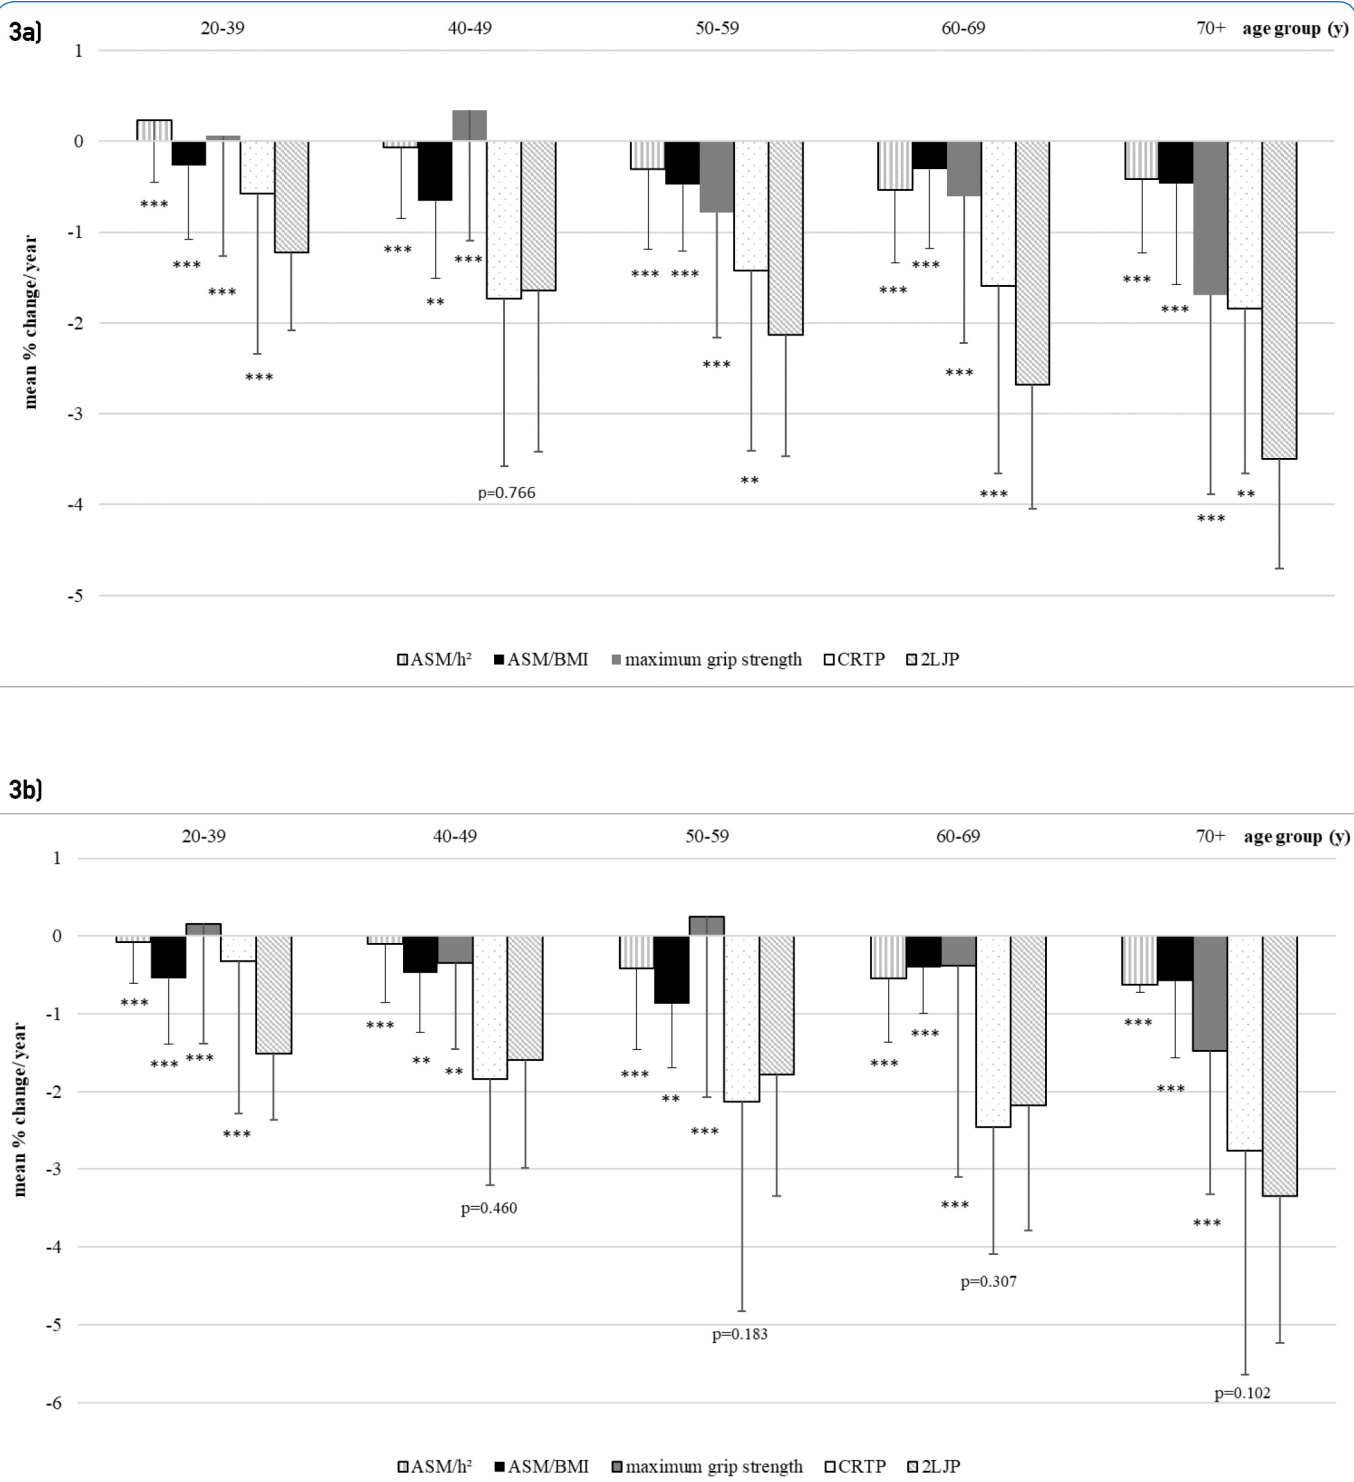 3a)
20-39 40-49 50-59 60-69 70+ age group (y)
1
0
-1
-2
-3
-4
-5
mean % change/year
*** *** *** ***
*** ** *** p=0.766
*** *** *** **
*** *** *** ***
*** *** *** **
ASM/h² ASM/BMI maximum grip strength CRTP 2LJP
3b)
20-39 40-49 50-59 60-69 70+ age group (y)
1
0
-1
-2
-3
-4
-5
-6
mean % change/year
*** *** *** ***
*** ** ** p=0.460
*** ** *** p=0.183
*** *** *** p=0.307
*** *** *** p=0.102
ASM/h² ASM/BMI maximum grip strength CRTP 2LJP